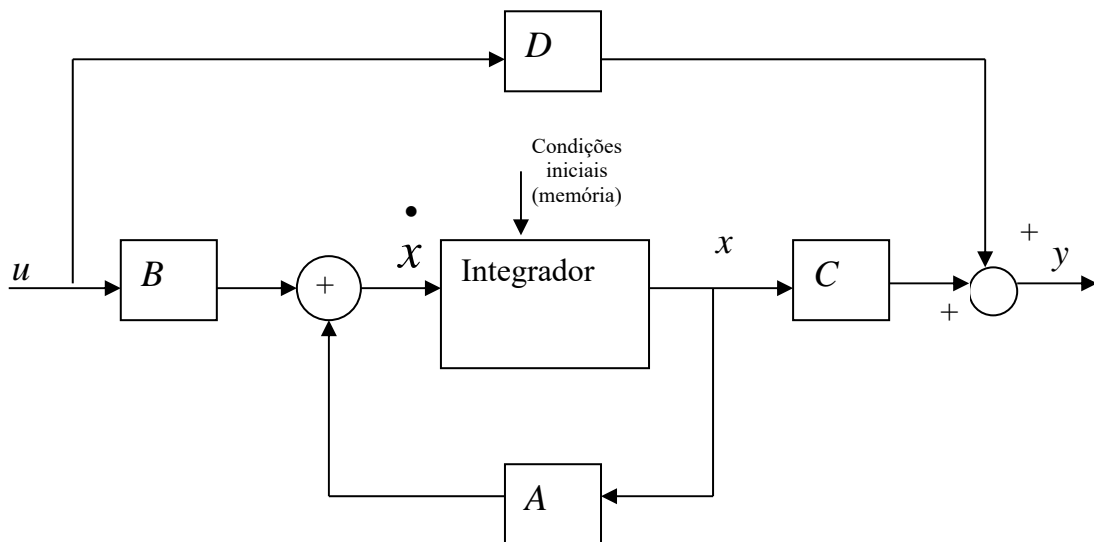 D
Condições
iniciais
(memória)
u
B
+
ẋ
Integrador
x
C
+
+
y
A